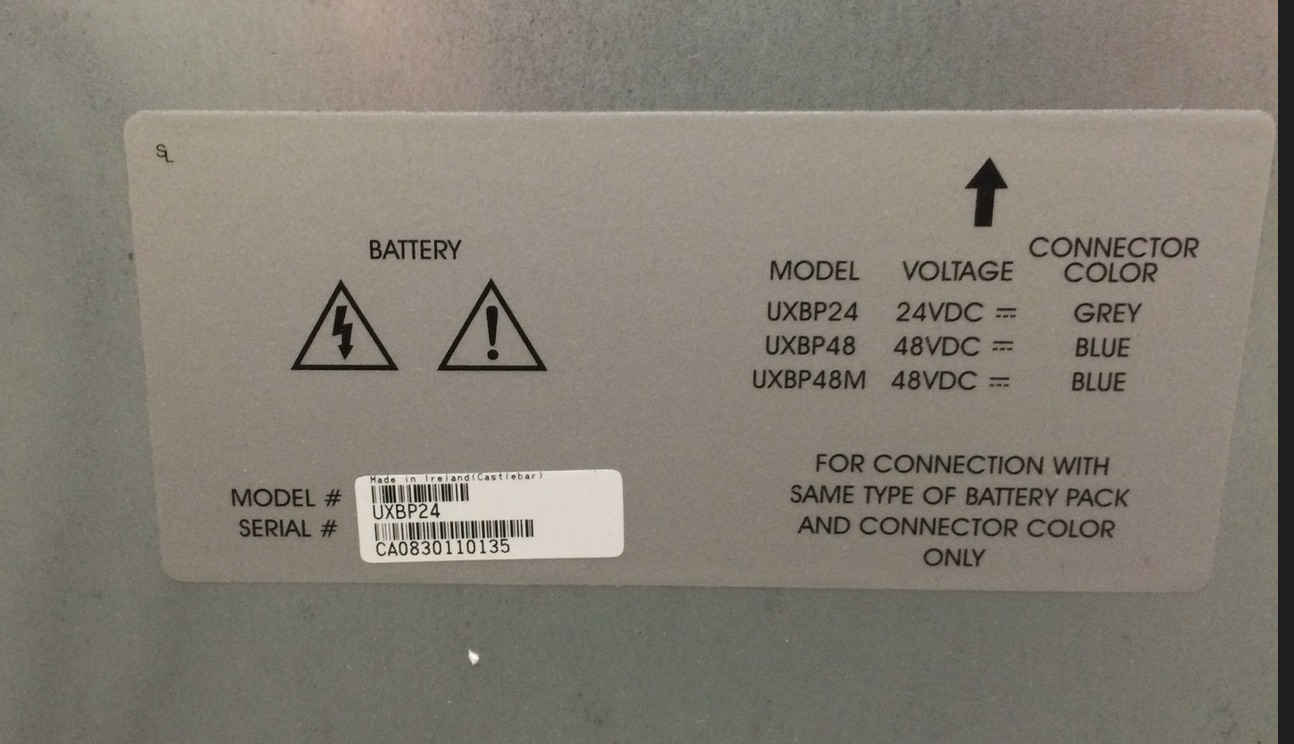 SL
BATTERY
MODEL VOLTAGE CONNECTOR COLOR
UXBP24 24VDC GREY
UXBP48 48VDC BLUE
UXBP48M 48VDC BLUE
FOR CONNECTION WITH
SAME TYPE OF BATTERY PACK
AND CONNECTOR COLOR
ONLY
Made in Ireland(Castlebar)
MODEL # UXBP24
SERIAL # CA0830110135